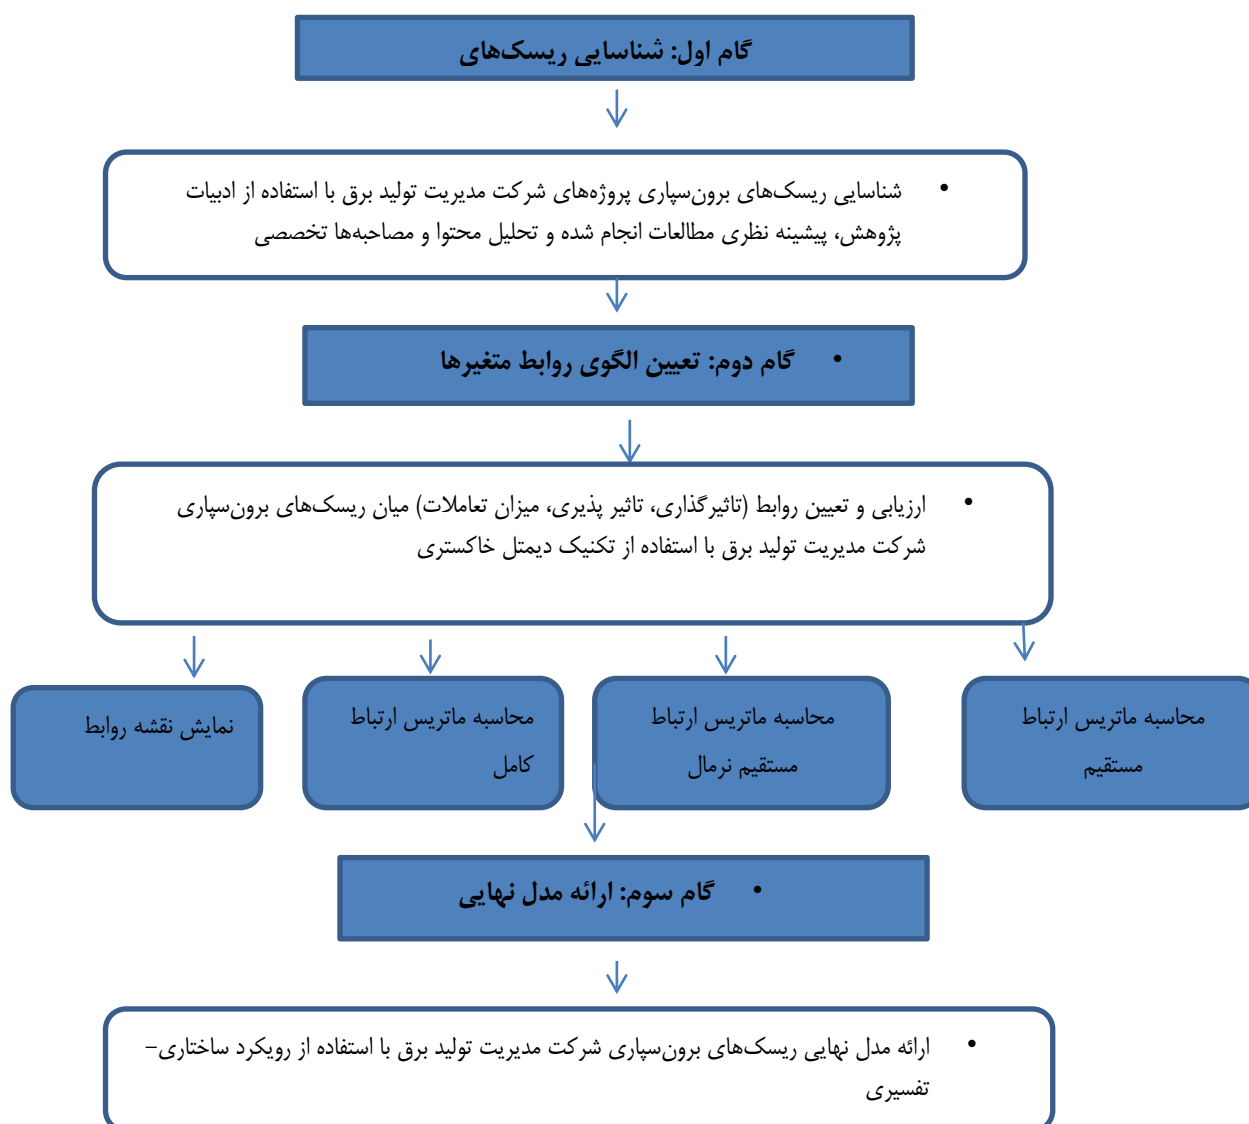 گام اول: شناسایی ریسک‌های
• شناسایی ریسک‌های برون‌سپاری پروژه‌های شرکت مدیریت تولید برق با استفاده از ادبیات
پژوهش، پیشینه نظری مطالعات انجام شده و تحلیل محتوا و مصاحبه‌ها تخصصی
• گام دوم: تعیین الگوی روابط متغیرها
• ارزیابی و تعیین روابط (تاثیرگذاری، تاثیر پذیری، میزان تعاملات) میان ریسک‌های برون‌سپاری
شرکت مدیریت تولید برق با استفاده از تکنیک دیمتل خاکستری
محاسبه ماتریس ارتباط
مستقیم
محاسبه ماتریس ارتباط
مستقیم نرمال
محاسبه ماتریس ارتباط
کامل
نمایش نقشه روابط
• گام سوم: ارائه مدل نهایی
• ارائه مدل نهایی ریسک‌های برون‌سپاری شرکت مدیریت تولید برق با استفاده از رویکرد ساختاری–
تفسیری